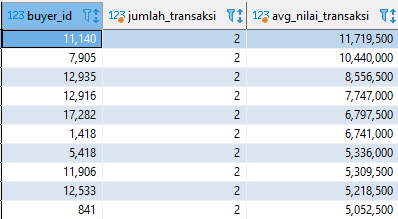 123 buyer_id 123 jumlah_transaksi 123 avg_nilai_transaksi
11,140 2 11,719,500
7,905 2 10,440,000
12,935 2 8,556,500
12,916 2 7,747,000
17,282 2 6,797,500
1,418 2 6,741,000
5,418 2 5,336,000
11,906 2 5,309,500
12,533 2 5,218,500
841 2 5,052,500